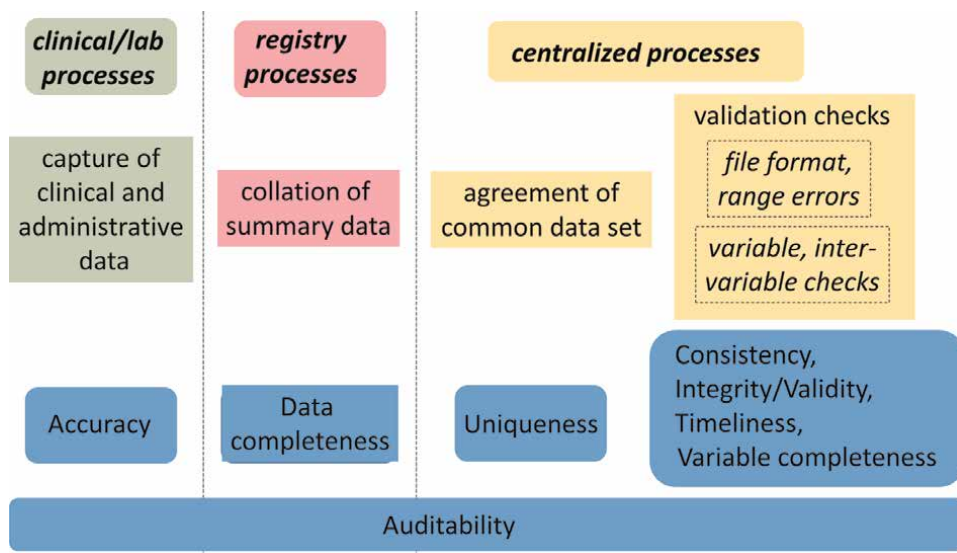 clinical/lab
processes
registry
processes
centralized processes
capture of
clinical and
administrative
data
collation of
summary data
agreement of
common data set
validation checks
file format,
range errors
variable, inter-
variable checks
Accuracy
Data
completeness
Uniqueness
Consistency,
Integrity/Validity,
Timeliness,
Variable completeness
Auditability